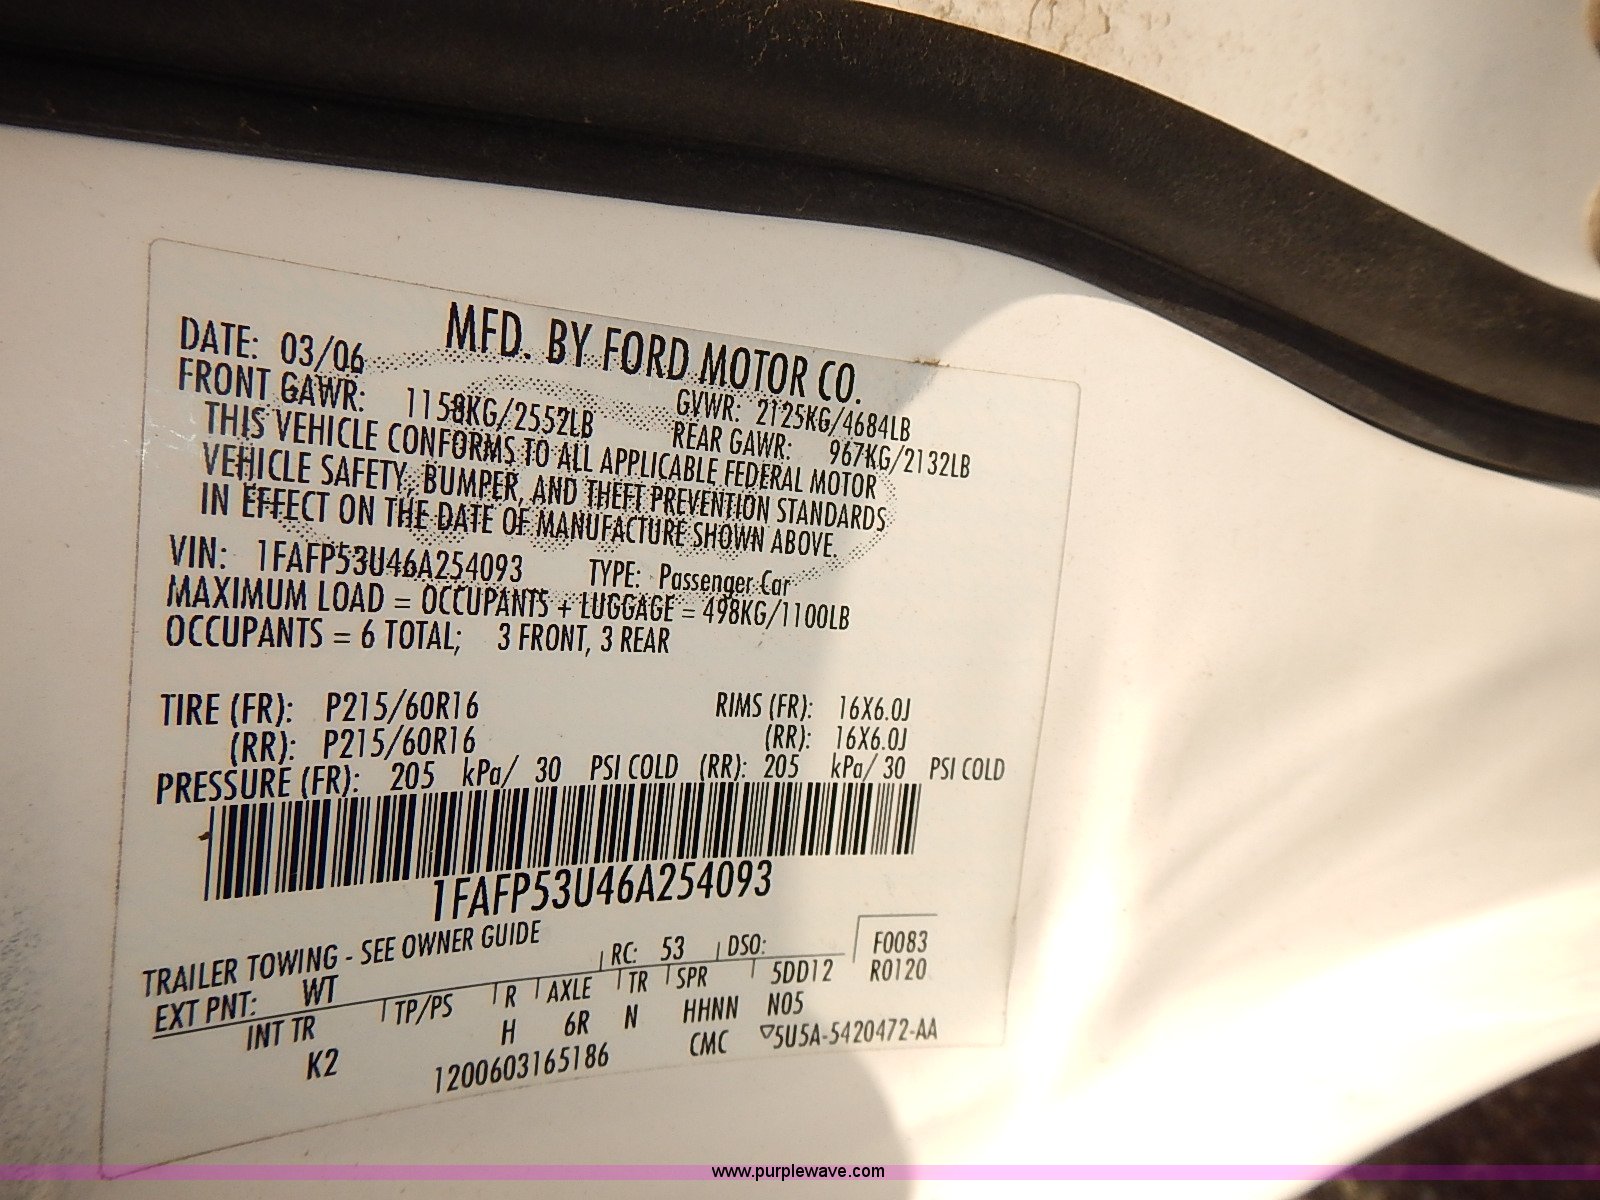 MFD. BY FORD MOTOR CO.
DATE: 03/06 GVWR: 2125KG/4684LB
FRONT GAWR: 1158KG/2552LB REAR GAWR: 967KG/2132LB
THIS VEHICLE CONFORMS TO ALL APPLICABLE FEDERAL MOTOR
VEHICLE SAFETY, BUMPER, AND THEFT PREVENTION STANDARDS
IN EFFECT ON THE DATE OF MANUFACTURE SHOWN ABOVE.
VIN: 1FAFP53U46A254093 TYPE: Passenger Car
MAXIMUM LOAD = OCCUPANTS + LUGGAGE = 498KG/1100LB
OCCUPANTS = 6 TOTAL; 3 FRONT, 3 REAR
TIRE (FR): P215/60R16 RIMS (FR): 16X6.0J
(RR): P215/60R16 (RR): 16X6.0J
PRESSURE (FR): 205 kPa/ 30 PSI COLD (RR): 205 kPa/ 30 PSI COLD
1FAFP53U46A254093
TRAILER TOWING - SEE OWNER GUIDE F0083
EXT PNT: WT RC: 53 DSO: R0120
INT TR TP/PS R AXLE TR SPR 5DD12
K2 H 6R N HHNN N05
1200603165186 CMC ▽5U5A-5420472-AA
www.purplewave.com